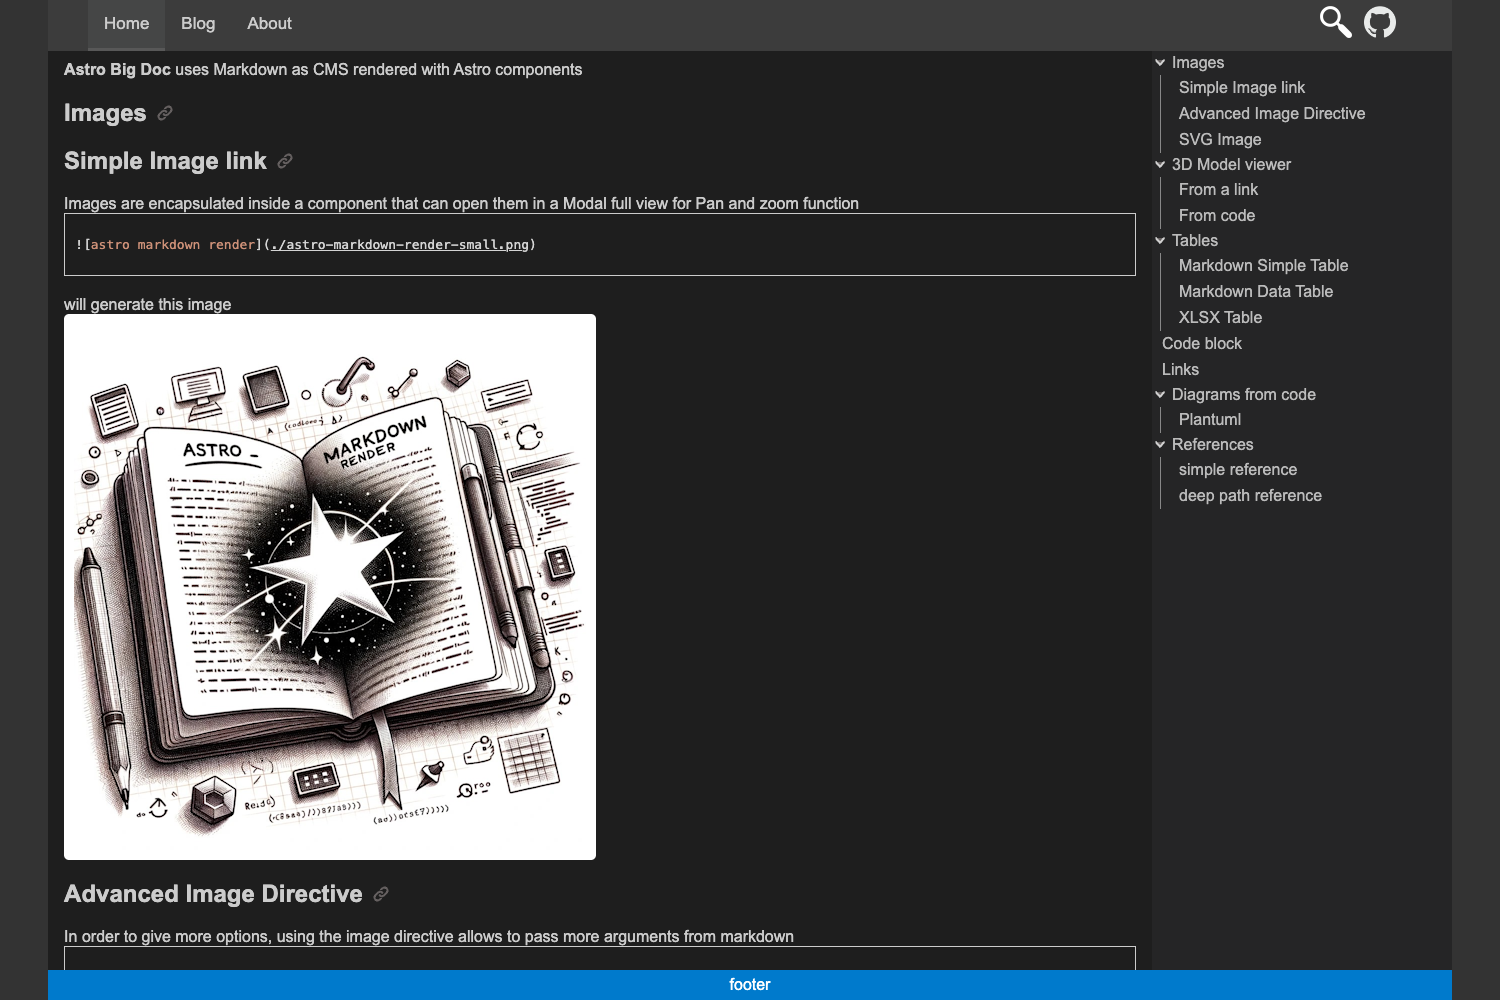 Home Blog About
Astro Big Doc uses Markdown as CMS rendered with Astro components
Images
Simple Image link
Images are encapsulated inside a component that can open them in a Modal full view for Pan and zoom function
![astro markdown render](./astro-markdown-render-small.png)
will generate this image
ASTRO –
MARKDOWN
RENDER
Advanced Image Directive
In order to give more options, using the image directive allows to pass more arguments from markdown
Images
Simple Image link
Advanced Image Directive
SVG Image
3D Model viewer
From a link
From code
Tables
Markdown Simple Table
Markdown Data Table
XLSX Table
Code block
Links
Diagrams from code
Plantuml
References
simple reference
deep path reference
footer